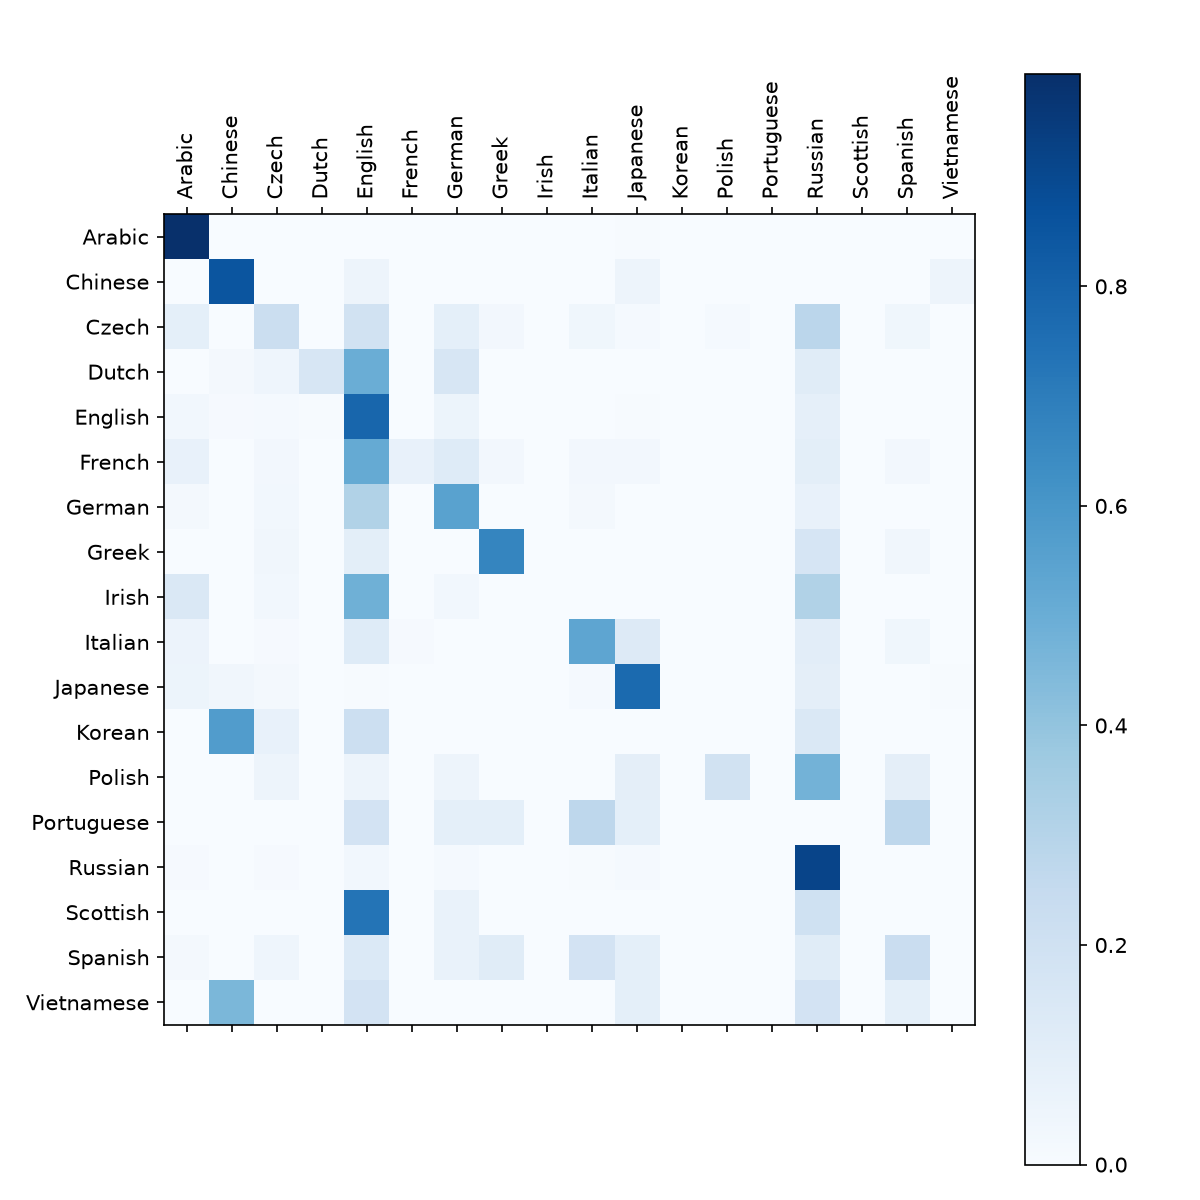 Arabic
Chinese
Czech
Dutch
English
French
German
Greek
Irish
Italian
Japanese
Korean
Polish
Portuguese
Russian
Scottish
Spanish
Vietnamese
Arabic
Chinese
Czech
Dutch
English
French
German
Greek
Irish
Italian
Japanese
Korean
Polish
Portuguese
Russian
Scottish
Spanish
Vietnamese
0.8
0.6
0.4
0.2
0.0